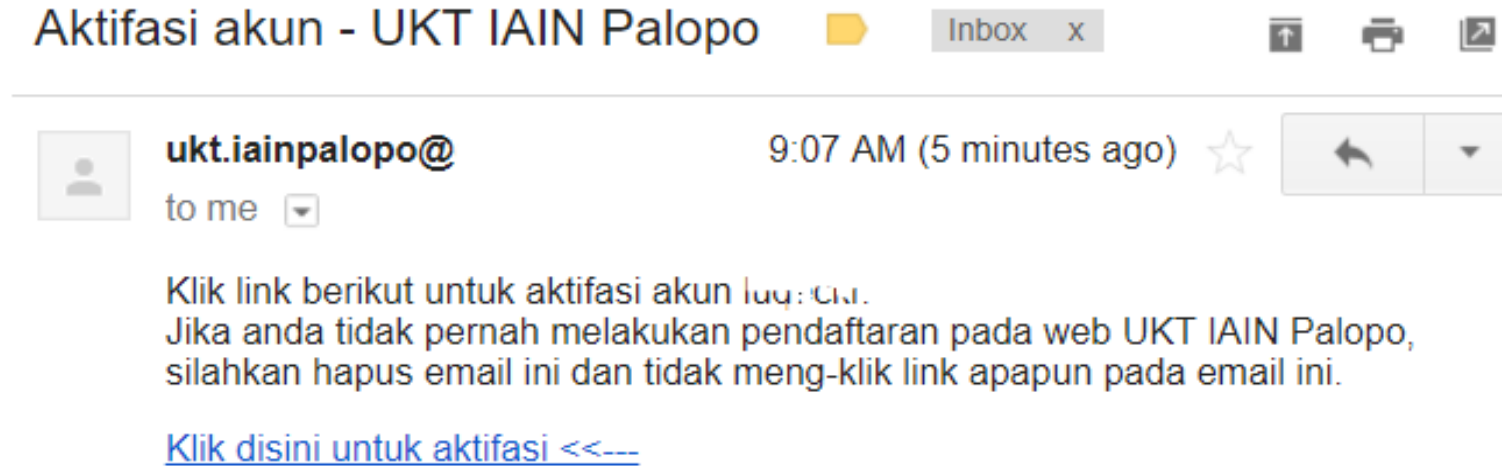 Aktifasi akun - UKT IAIN Palopo Inbox x
ukt.iainpalopo@ 9:07 AM (5 minutes ago)
to me
Klik link berikut untuk aktifasi akun
Jika anda tidak pernah melakukan pendaftaran pada web UKT IAIN Palopo,
silahkan hapus email ini dan tidak meng-klik link apapun pada email ini.
Klik disini untuk aktifasi <<---